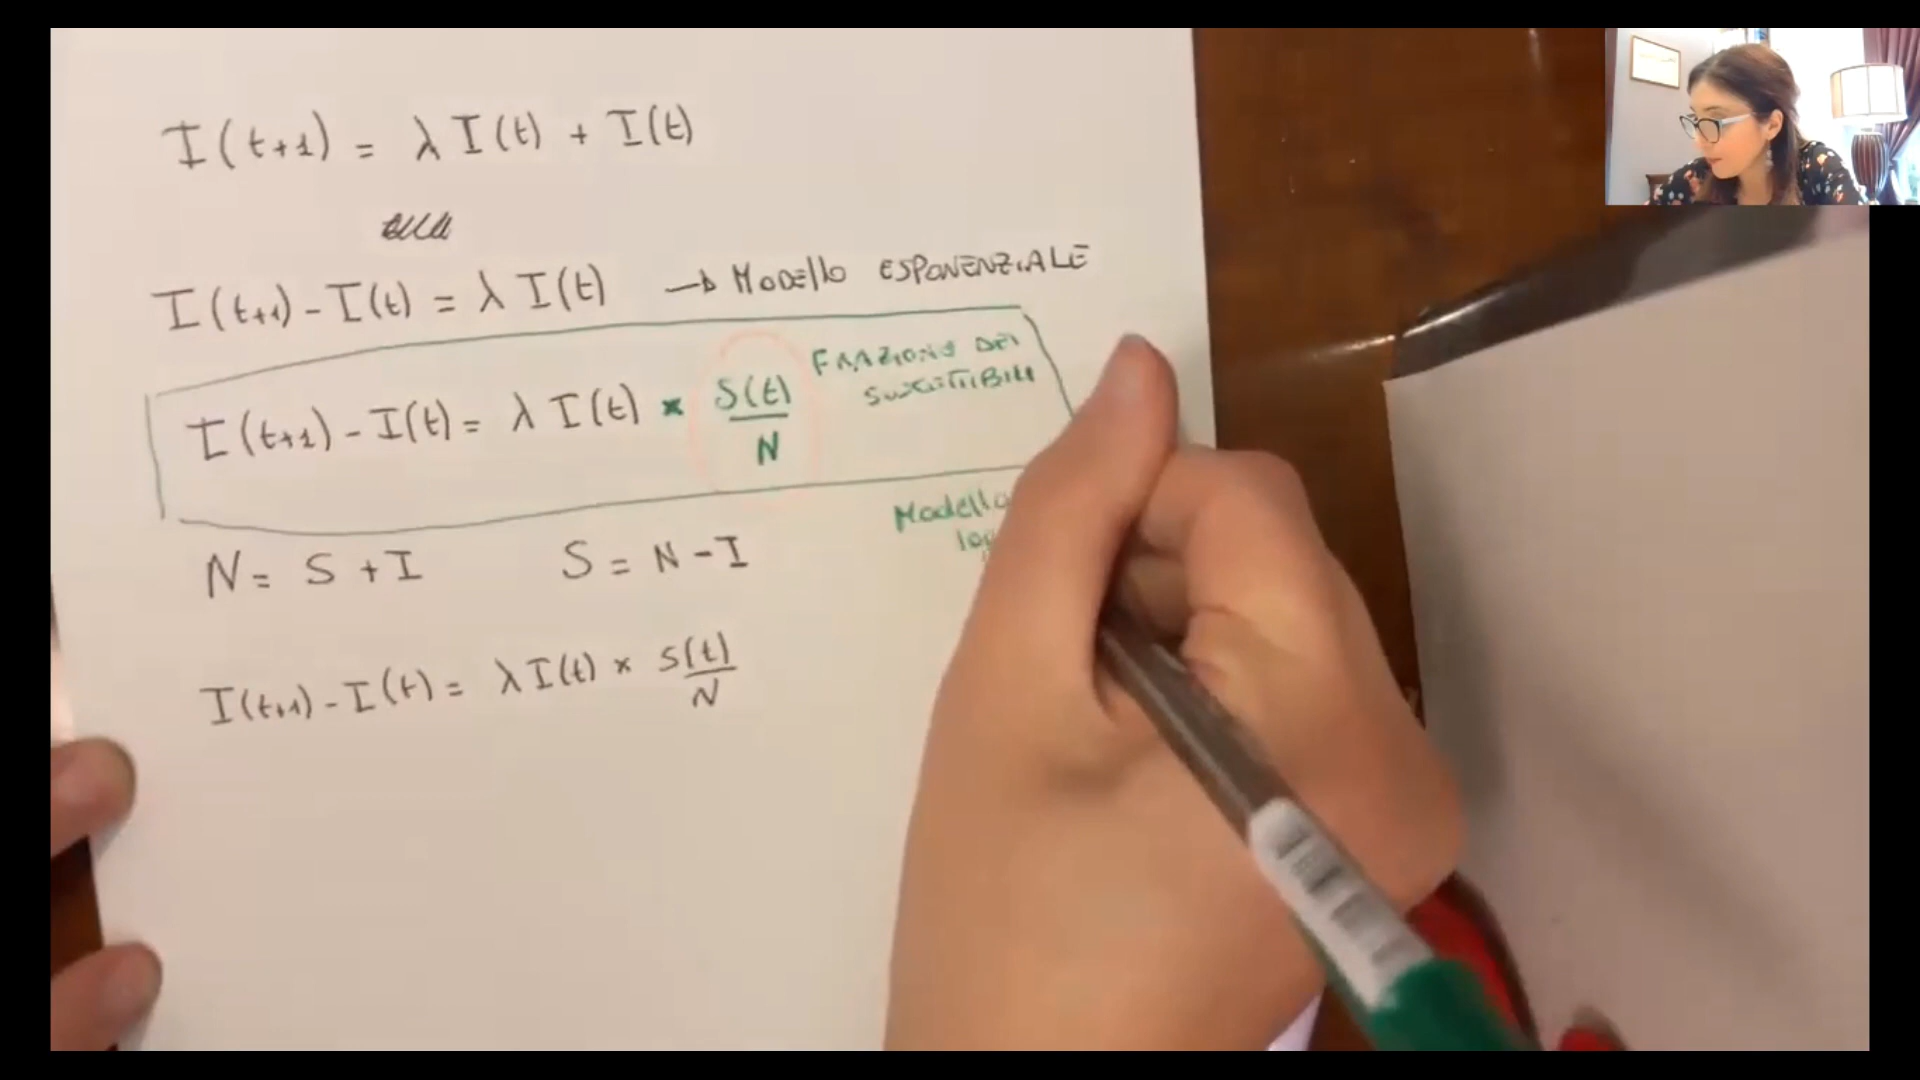 I(t+1) = λ I(t) + I(t)
I(t+1) - I(t) = λ I(t) → Modello ESPONENZIALE
I(t+1) - I(t) = λ I(t) * S(t)/N
FRAZIONE DEI
SUSCETTIBILI
Modello
N = S + I S = N - I
I(t+1) - I(t) = λ I(t) * S(t)/N